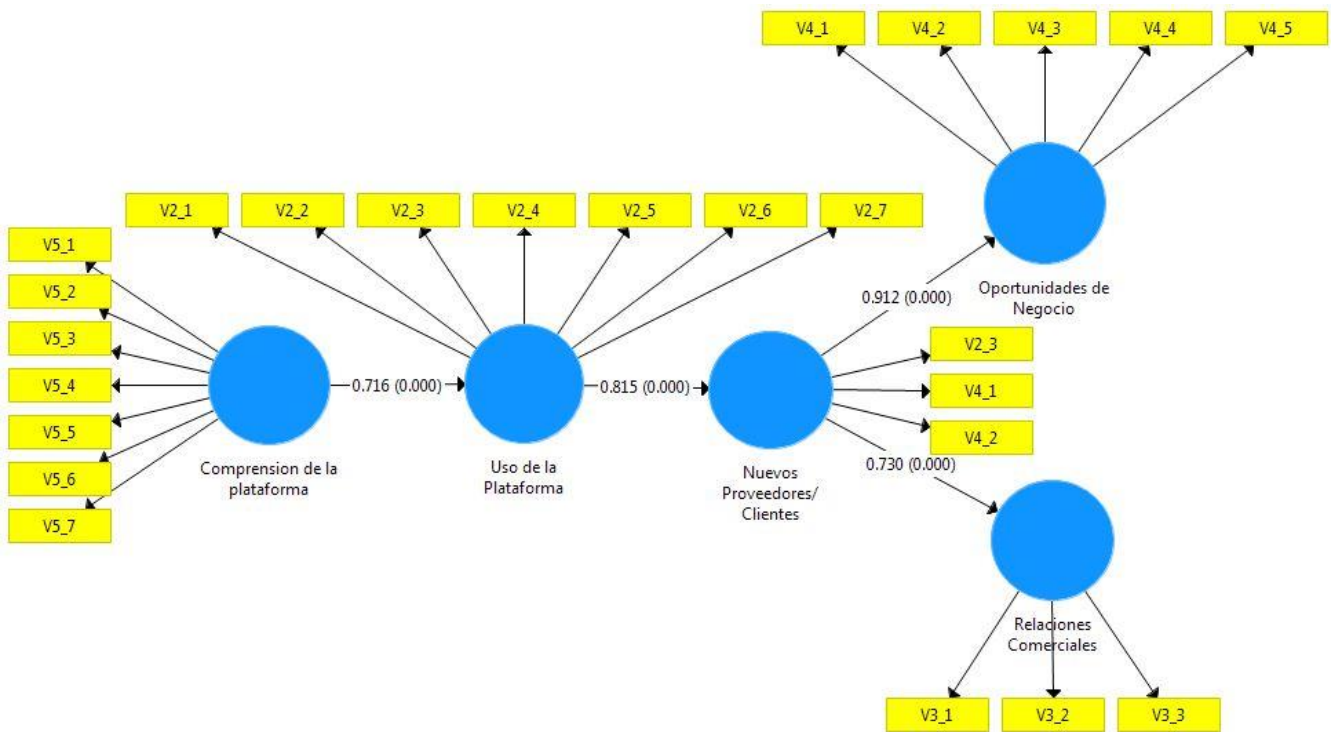 V4_1
V4_2
V4_3
V4_4
V4_5
Oportunidades de
Negocio
V2_1
V2_2
V2_3
V2_4
V2_5
V2_6
V2_7
V5_1
V5_2
V5_3
V5_4
V5_5
V5_6
V5_7
Comprension de la
plataforma
0.716 (0.000)
Uso de la
Plataforma
0.815 (0.000)
Nuevos
Proveedores/
Clientes
0.912 (0.000)
V2_3
V4_1
V4_2
0.730 (0.000)
Relaciones
Comerciales
V3_1
V3_2
V3_3